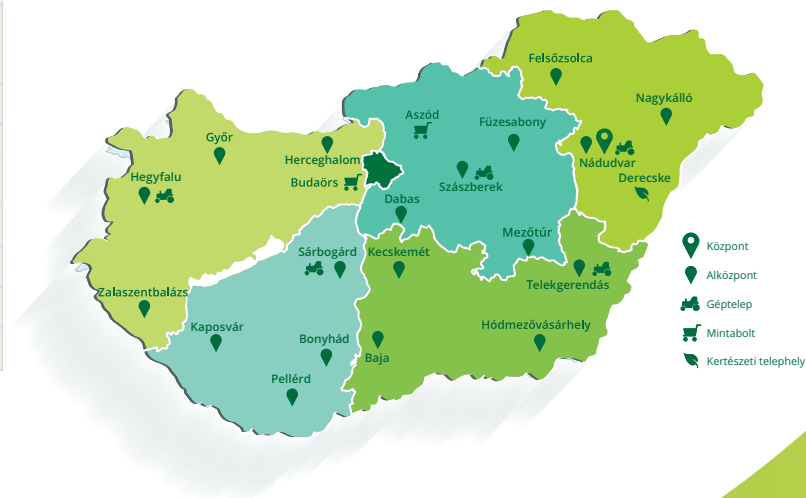 Felsőzsolca
Nagykálló
Aszód
Füzesabony
Győr
Herceghalom
Nádudvar
Hegyfalu
Budaörs
Szászberek
Derecske
Dabas
Mezőtúr
Sárbogárd
Kecskemét
Telekgerendás
Zalaszentbalázs
Kaposvár
Bonyhád
Baja
Hódmezővásárhely
Pellérd
Központ
Alközpont
Géptelep
Mintabolt
Kertészeti telephely